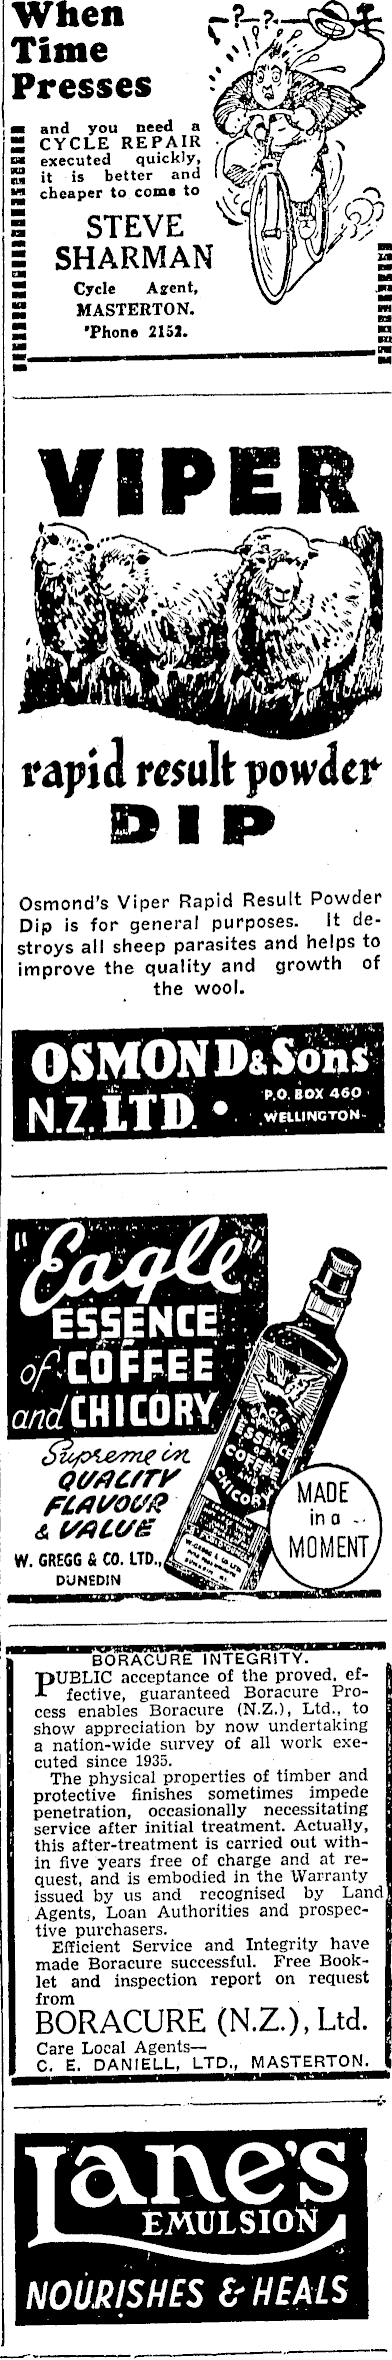 When
Time
Presses
-?-?-
and you need a
CYCLE REPAIR
executed quickly,
it is better and
cheaper to come to
STEVE
SHARMAN
Cycle Agent,
MASTERTON.
'Phone 2152.
VIPER
rapid result powder
DIP
Osmond's Viper Rapid Result Powder
Dip is for general purposes. It de-
stroys all sheep parasites and helps to
improve the quality and growth of
the wool.
OSMOND & Sons
N.Z. LTD. •
P.O. BOX 460
WELLINGTON
"Eagle"
ESSENCE
of COFFEE
and CHICORY
Supreme in
QUALITY
FLAVOUR
& VALUE
W. GREGG & CO. LTD.,
DUNEDIN
EAGLE
BRAND
ESSENCE
OF
COFFEE
AND
CHICORY
W. GREGG & CO LTD
MADE
in a
MOMENT
BORACURE INTEGRITY.
PUBLIC acceptance of the proved, ef-
fective, guaranteed Boracure Pro-
cess enables Boracure (N.Z.), Ltd., to
show appreciation by now undertaking
a nation-wide survey of all work exe-
cuted since 1935.
The physical properties of timber and
protective finishes sometimes impede
penetration, occasionally necessitating
service after initial treatment. Actually,
this after-treatment is carried out with-
in five years free of charge and at re-
quest, and is embodied in the Warranty
issued by us and recognised by Land
Agents, Loan Authorities and prospec-
tive purchasers.
Efficient Service and Integrity have
made Boracure successful. Free Book-
let and inspection report on request
from
BORACURE (N.Z.), Ltd.
Care Local Agents—
C. E. DANIELL, LTD., MASTERTON.
Lane's
EMULSION
NOURISHES & HEALS